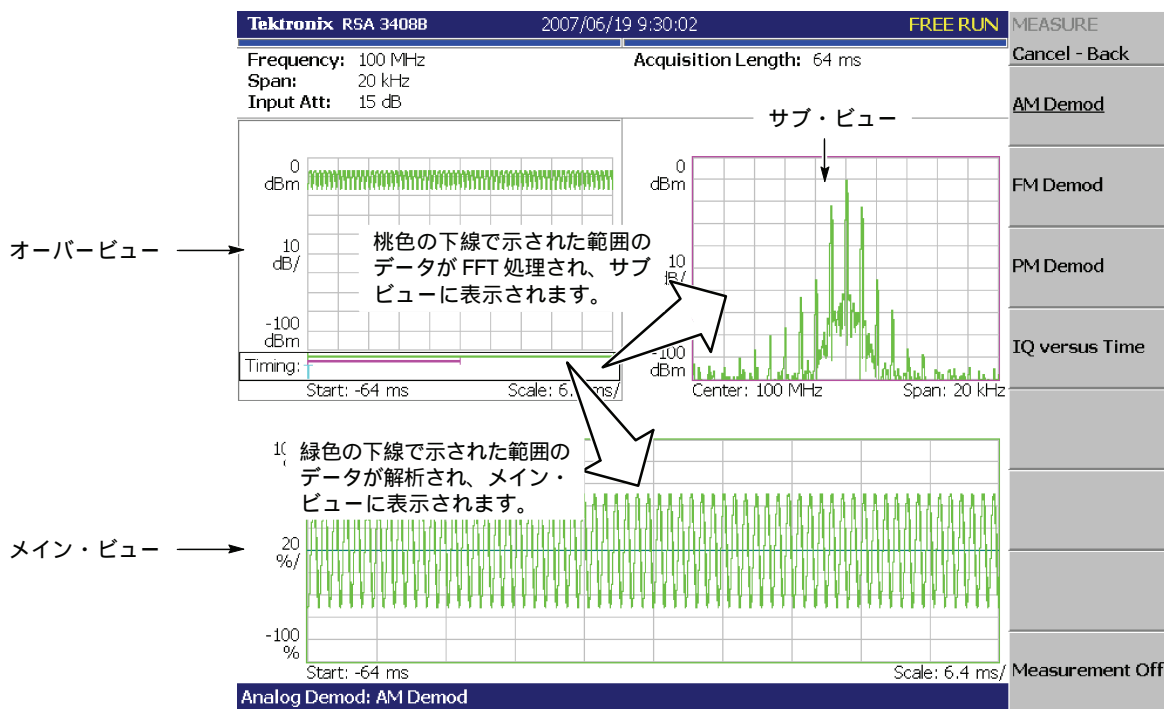 Tektronix RSA 3408B 2007/06/19 9:30:02 FREE RUN
MEASURE
Cancel - Back
Frequency: 100 MHz
Span: 20 kHz
Input Att: 15 dB
Acquisition Length: 64 ms
AM Demod
FM Demod
PM Demod
IQ versus Time
Measurement Off
サブ・ビュー
オーバービュー
0
dBm
10
dB/
-100
dBm
桃色の下線で示された範囲の
データが FFT 処理され、サブ
ビューに表示されます。
Timing:
Start: -64 ms
0
dBm
10
-100
dBm
Center: 100 MHz Span: 20 kHz
緑色の下線で示された範囲の
データが解析され、メイン・
ビューに表示されます。
メイン・ビュー
20
%/
-100
%
Start: -64 ms Scale: 6.4 ms/
Analog Demod: AM Demod